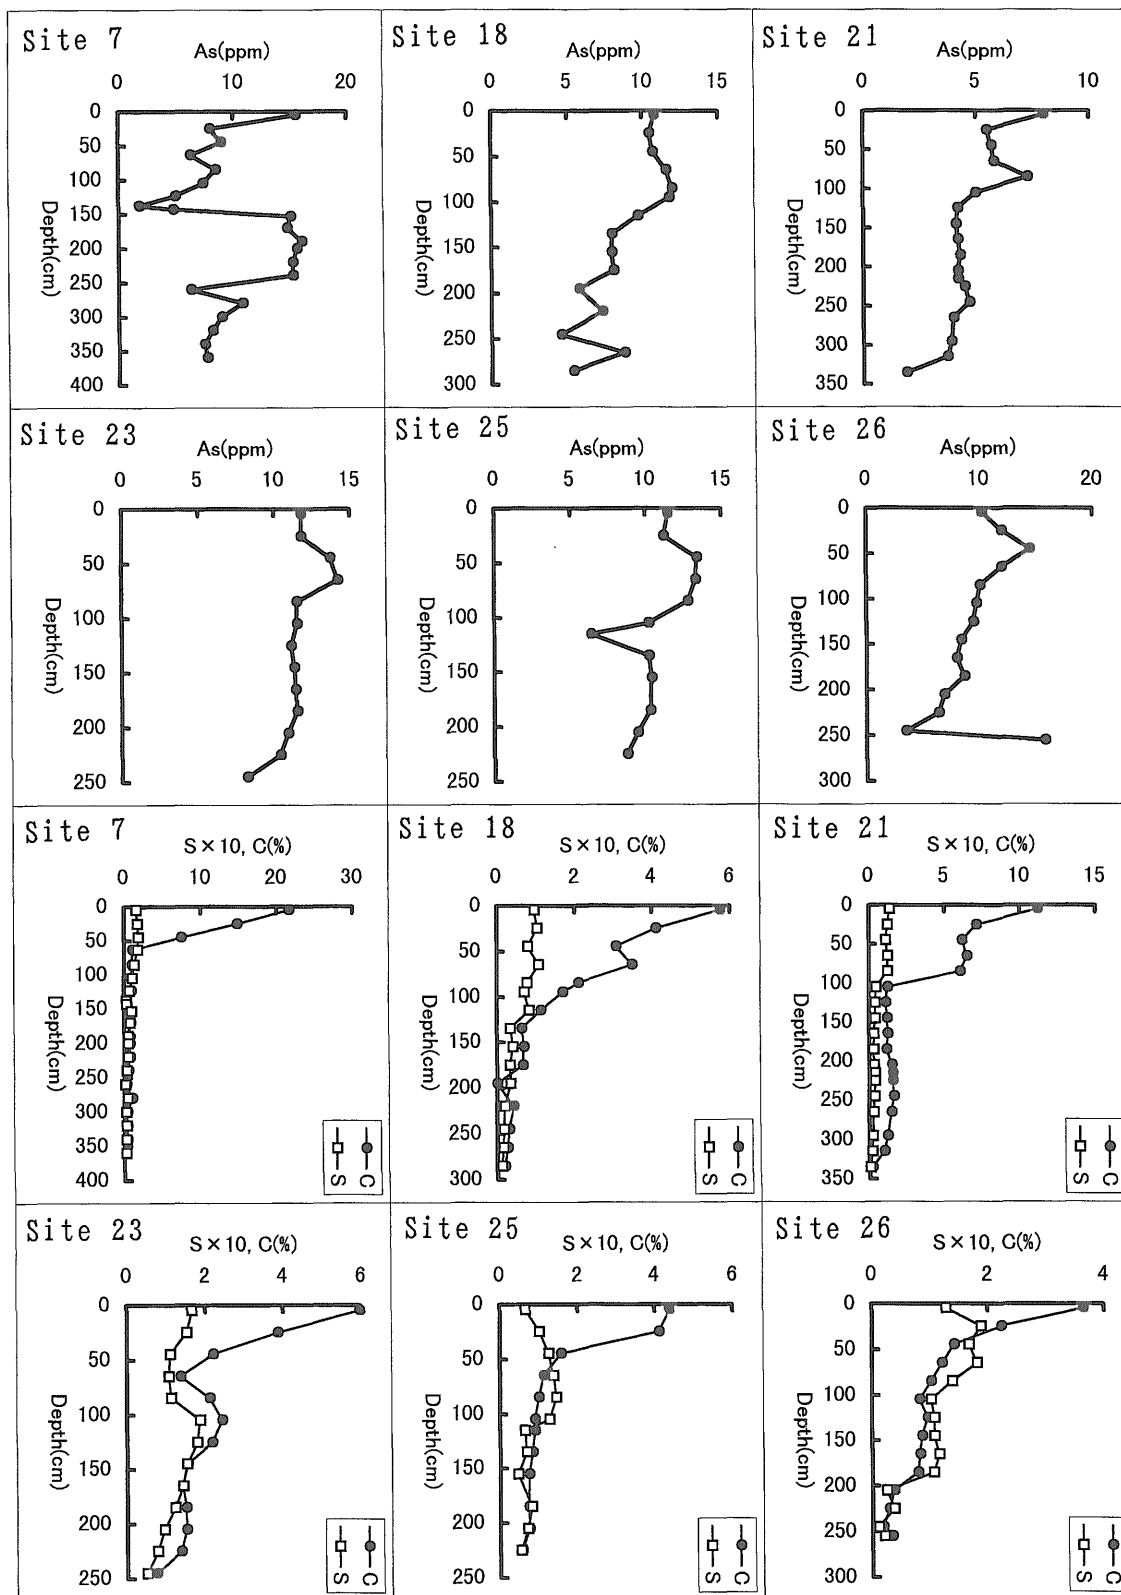 Site 7
As(ppm)
0 10 20
0
50
100
150
200
250
300
350
400
Depth(cm)
Site 18
As(ppm)
0 5 10 15
0
50
100
150
200
250
300
Depth(cm)
Site 21
As(ppm)
0 5 10
0
50
100
150
200
250
300
350
Depth(cm)
Site 23
As(ppm)
0 5 10 15
0
50
100
150
200
250
Depth(cm)
Site 25
As(ppm)
0 5 10 15
0
50
100
150
200
250
Depth(cm)
Site 26
As(ppm)
0 10 20
0
50
100
150
200
250
300
Depth(cm)
Site 7
S×10, C(%)
0 10 20 30
0
50
100
150
200
250
300
350
400
Depth(cm)
C
S
Site 18
S×10, C(%)
0 2 4 6
0
50
100
150
200
250
300
Depth(cm)
C
S
Site 21
S×10, C(%)
0 5 10 15
0
50
100
150
200
250
300
350
Depth(cm)
C
S
Site 23
S×10, C(%)
0 2 4 6
0
50
100
150
200
250
Depth(cm)
C
S
Site 25
S×10, C(%)
0 2 4 6
0
50
100
150
200
250
Depth(cm)
C
S
Site 26
S×10, C(%)
0 2 4
0
50
100
150
200
250
300
Depth(cm)
C
S